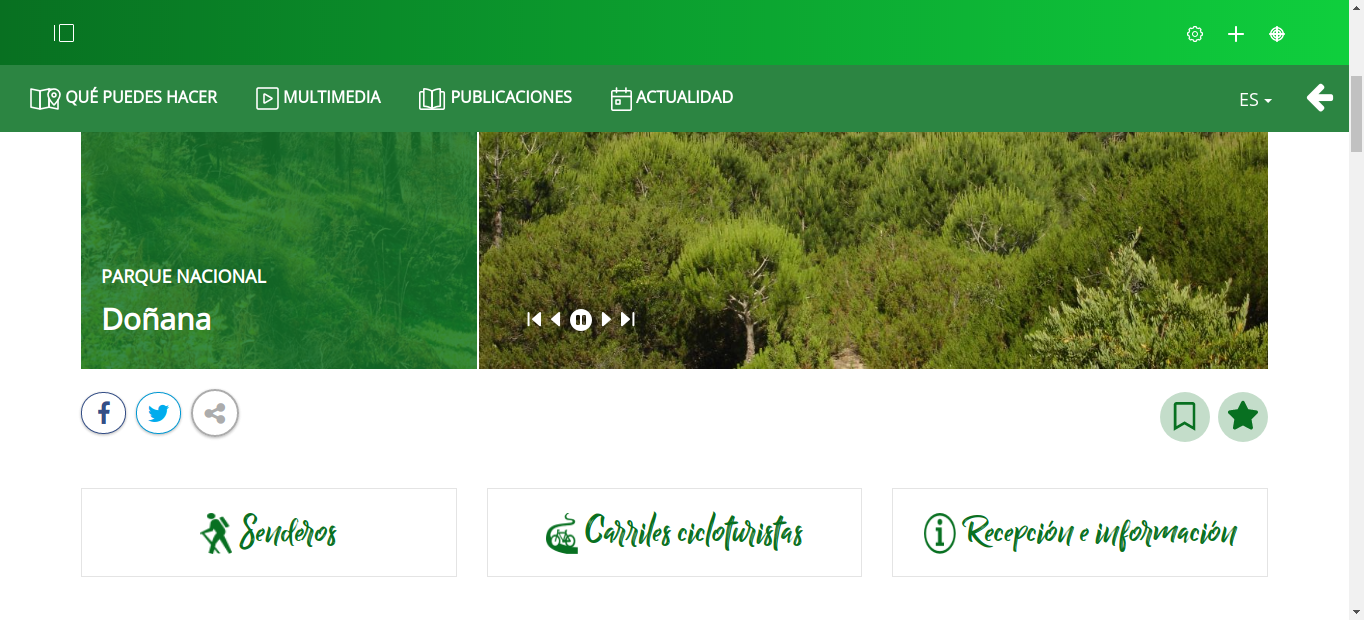 QUÉ PUEDES HACER
MULTIMEDIA
PUBLICACIONES
ACTUALIDAD
ES
PARQUE NACIONAL
Doñana
Senderos
Carriles cicloturistas
Recepción e información